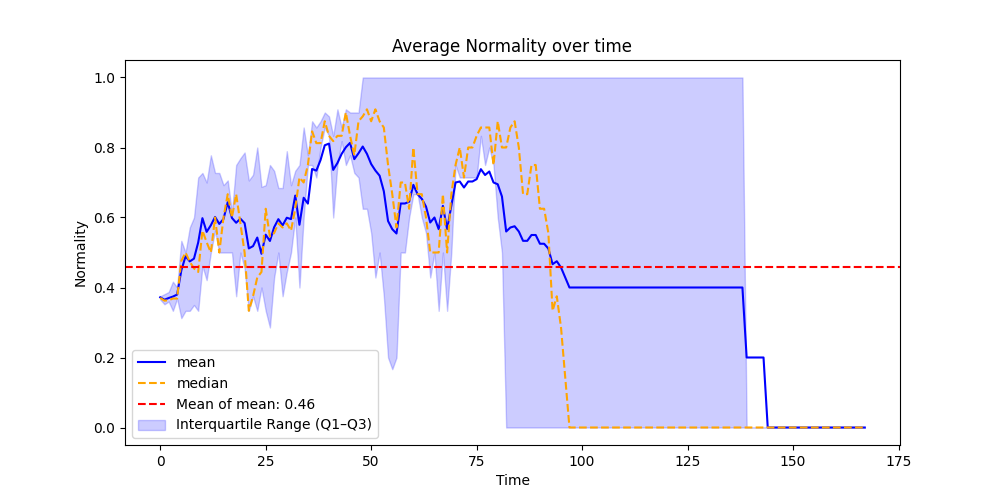 Average Normality over time
Normality
1.0
0.8
0.6
0.4
0.2
0.0
mean
median
Mean of mean: 0.46
Interquartile Range (Q1–Q3)
0
25
50
75
100
125
150
175
Time